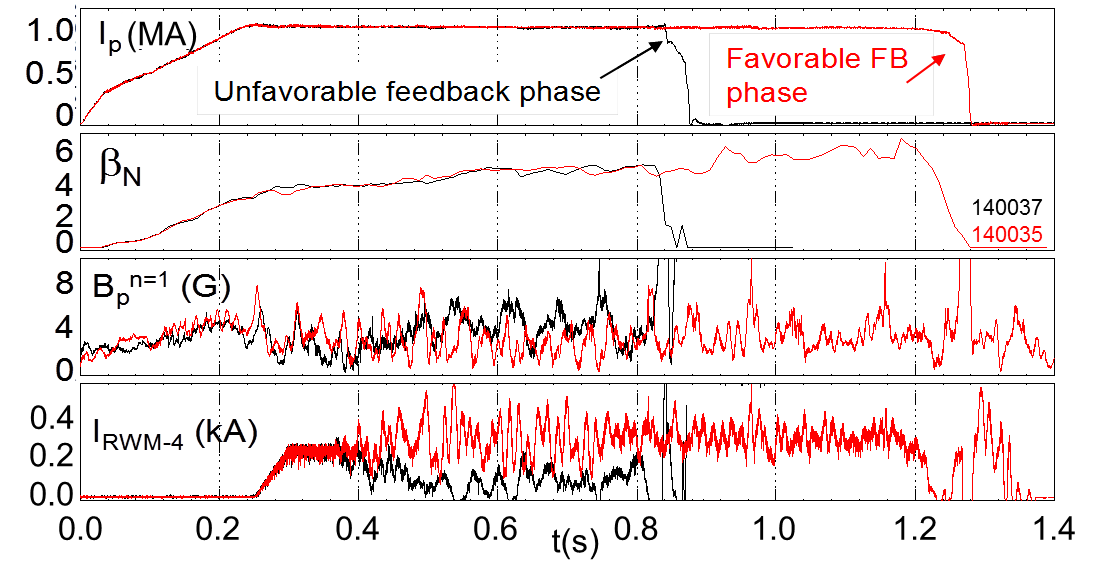 1.0
0.5
0
Ip (MA)
Unfavorable feedback phase
Favorable FB
phase
6
4
2
0
βN
140037
140035
8
4
0
Bpn=1 (G)
0.4
0.2
0.0
IRWM-4 (kA)
0.0 0.2 0.4 0.6 0.8 1.0 1.2 1.4
t(s)